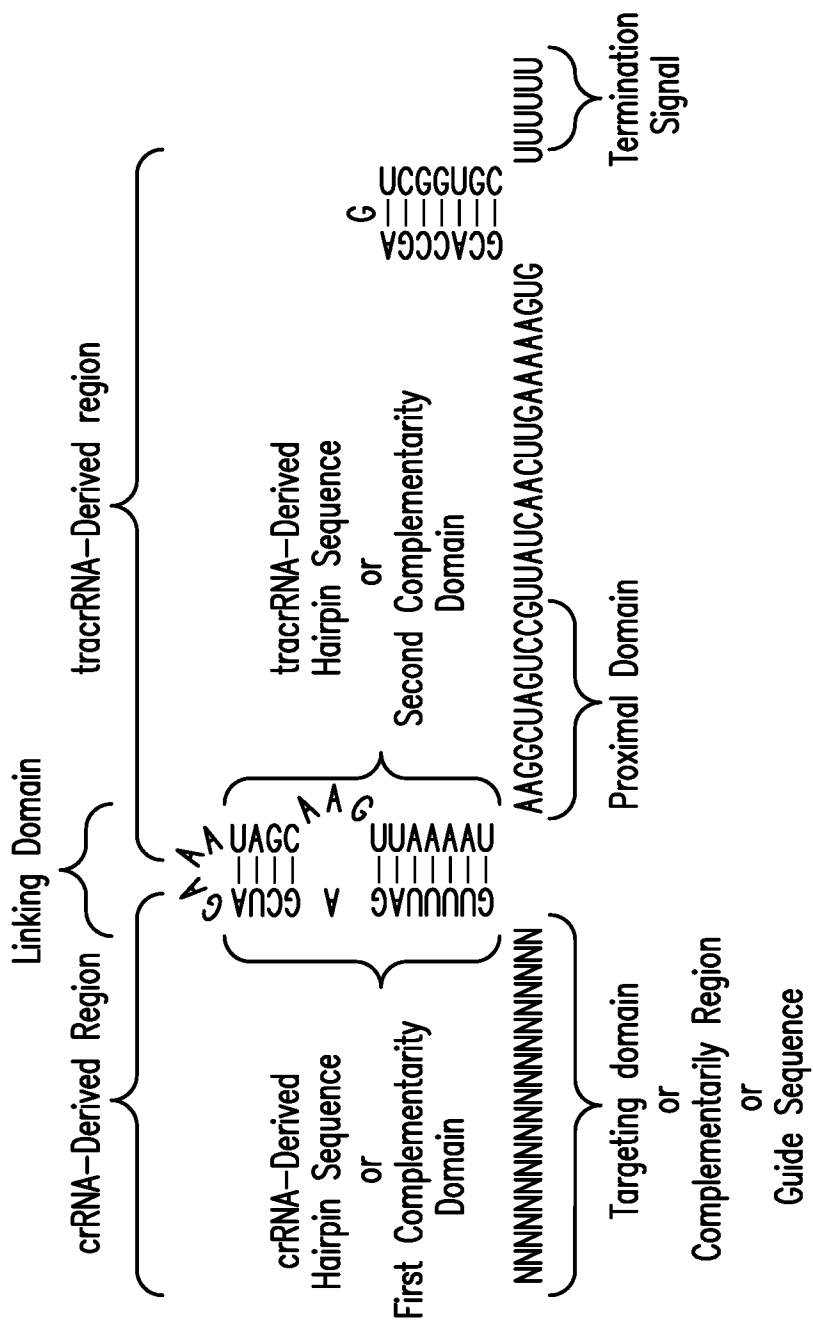 Linking Domain
crRNA-Derived Region
tracrRNA-Derived region
crRNA-Derived
Hairpin Sequence
or
First Complementarity
Domain
GUUUUAG
A
GCUA
GAAA
UAGC
AAG
UUAAAAU
tracrRNA-Derived
Hairpin Sequence
or
Second Complementarity
Domain
GCACCGA
G
UCGGUGC
NNNNNNNNNNNNNNNNNNNN
AAGGCUAGUCCGUUAUCAACUUGAAAAAGUG
UUUUUU
Targeting domain
or
Complementarily Region
or
Guide Sequence
Proximal Domain
Termination
Signal